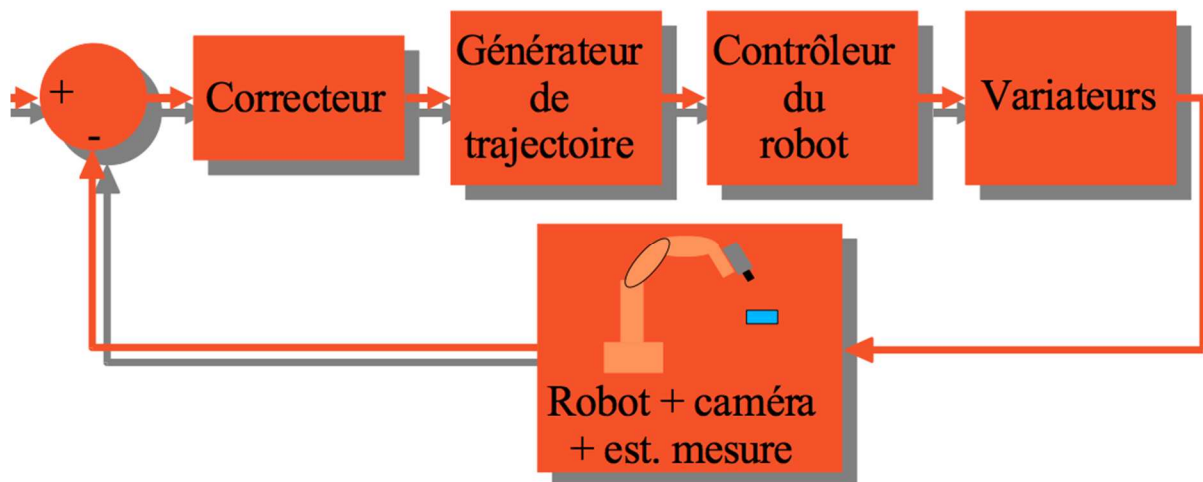 +
-
Correcteur
Générateur
de
trajectoire
Contrôleur
du
robot
Variateurs
Robot + caméra
+ est. mesure